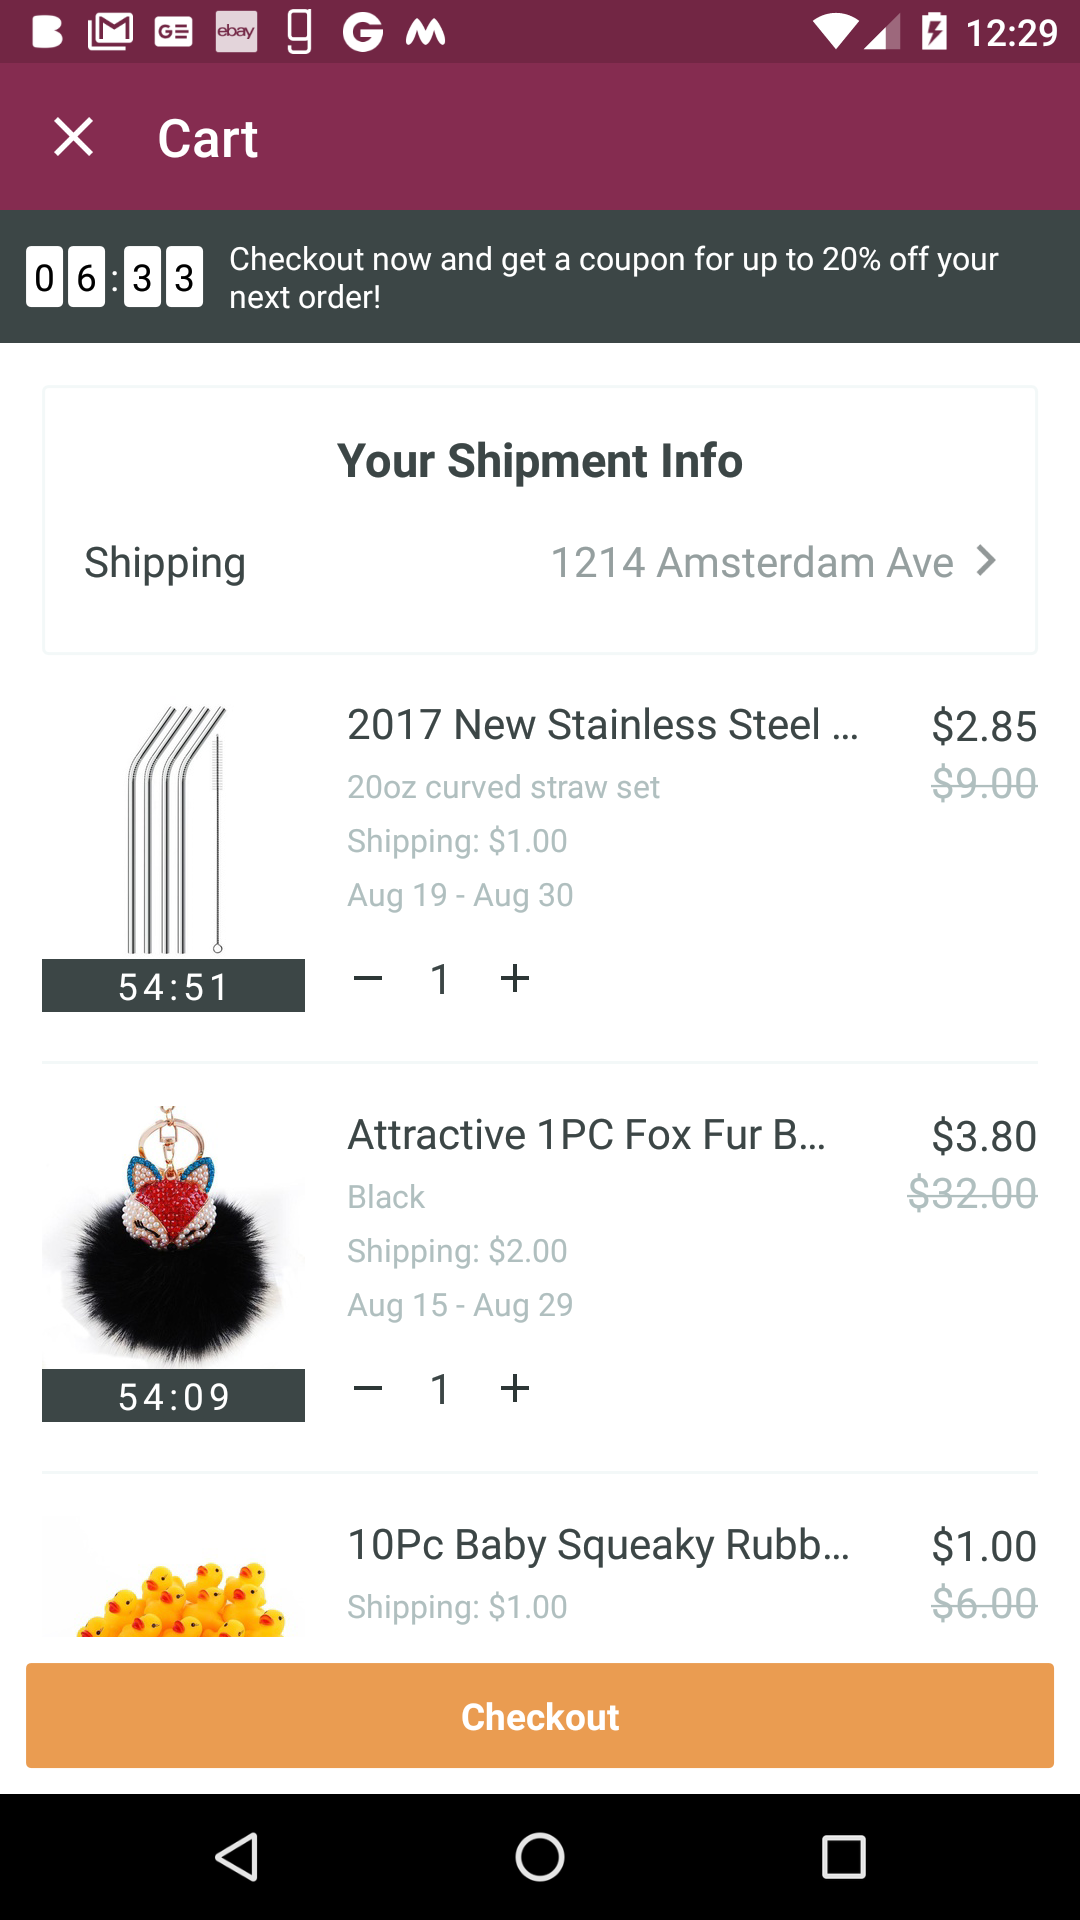 GE ebay g G 12:29
Cart
06:33
Checkout now and get a coupon for up to 20% off your
next order!
Your Shipment Info
Shipping 1214 Amsterdam Ave
2017 New Stainless Steel ... $2.85
20oz curved straw set $9.00
Shipping: $1.00
Aug 19 - Aug 30
1
54:51
Attractive 1PC Fox Fur B... $3.80
Black $32.00
Shipping: $2.00
Aug 15 - Aug 29
1
54:09
10Pc Baby Squeaky Rubb... $1.00
Shipping: $1.00 $6.00
Checkout